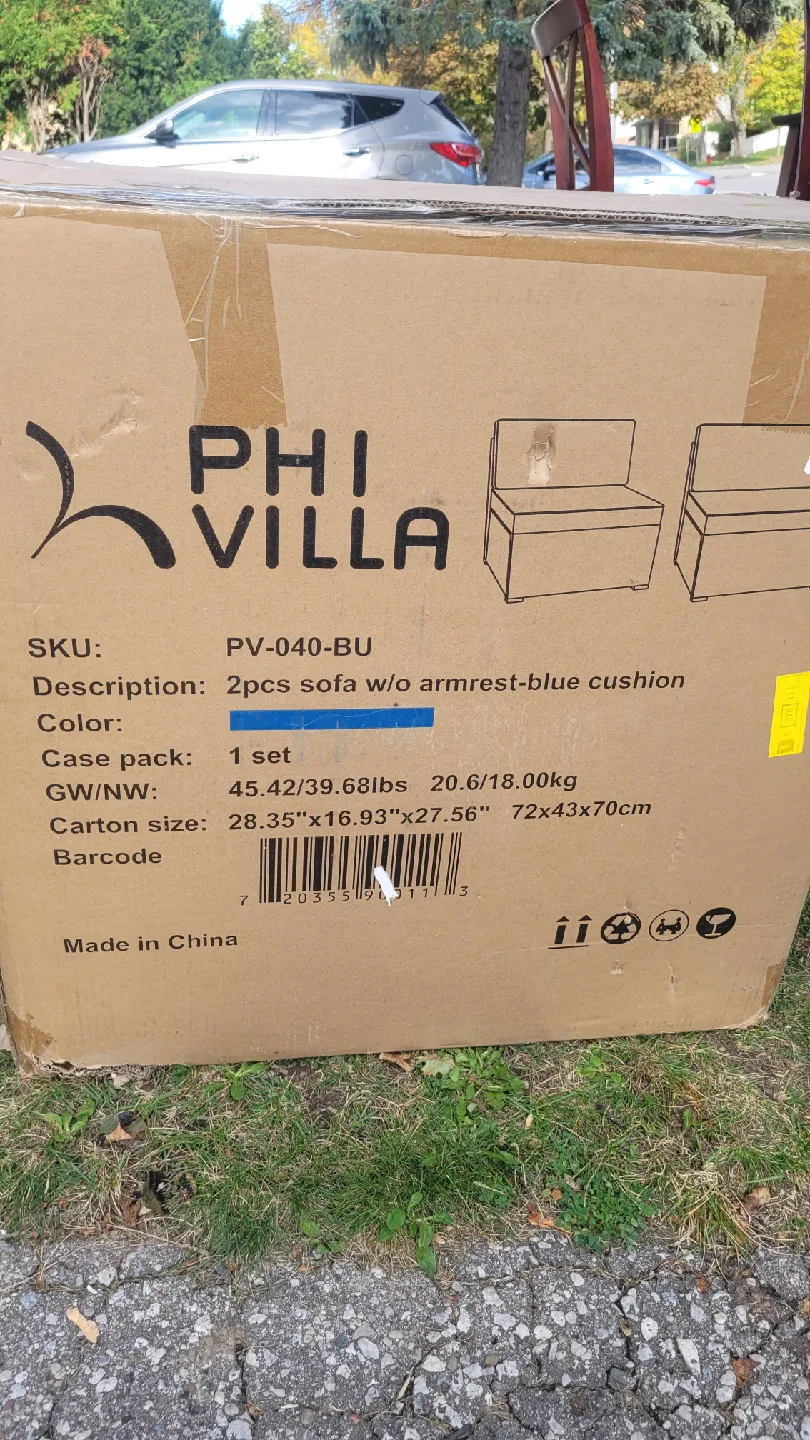 PHI
VILLA
SKU: PV-040-BU
Description: 2pcs sofa w/o armrest-blue cushion
Color:
Case pack: 1 set
GW/NW: 45.42/39.68lbs 20.6/18.00kg
Carton size: 28.35"x16.93"x27.56" 72x43x70cm
Barcode
Made in China